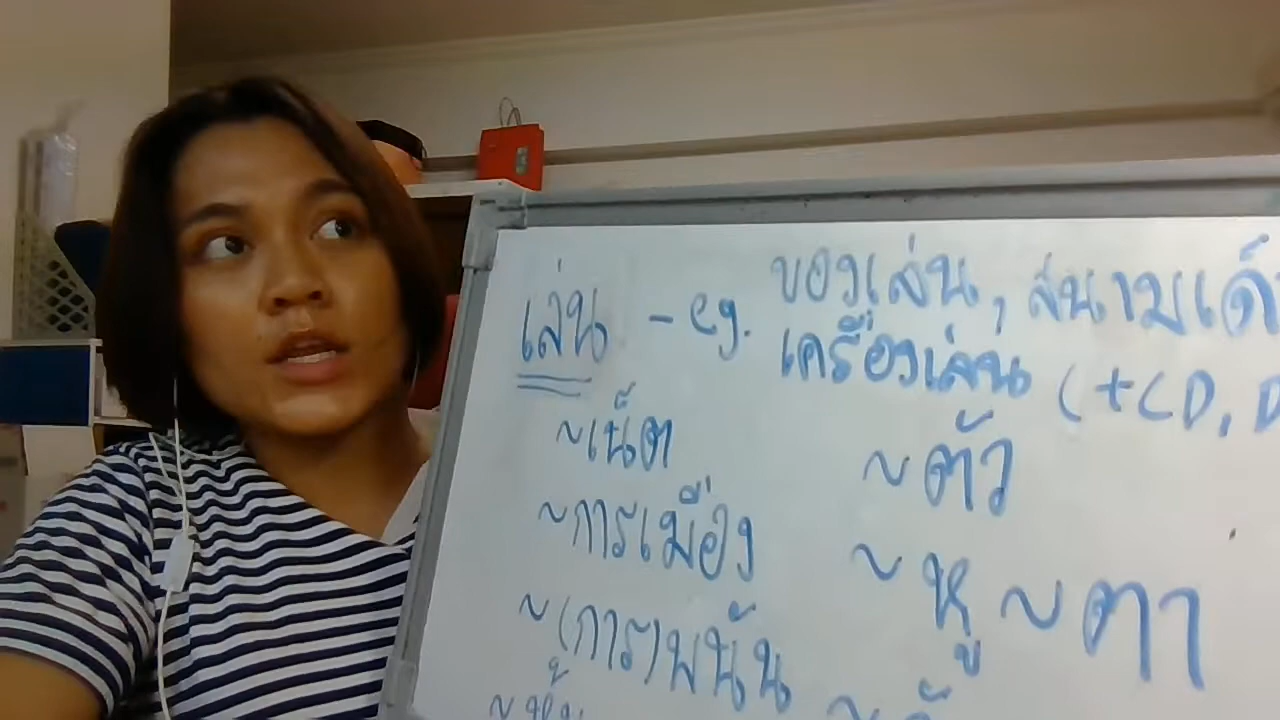 เล่น - eg. ของเล่น, สนามเด็
เครื่องเล่น (+CD, D
~เน็ต
~ตัว
~การเมือง
~หู ~ตา
~(การ)พนัน
~หุ้น